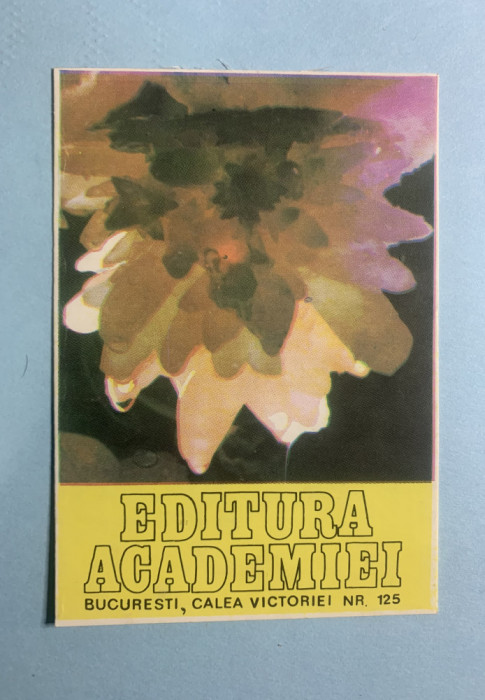 EDITURA
ACADEMIEI
BUCURESTI, CALEA VICTORIEI NR. 125